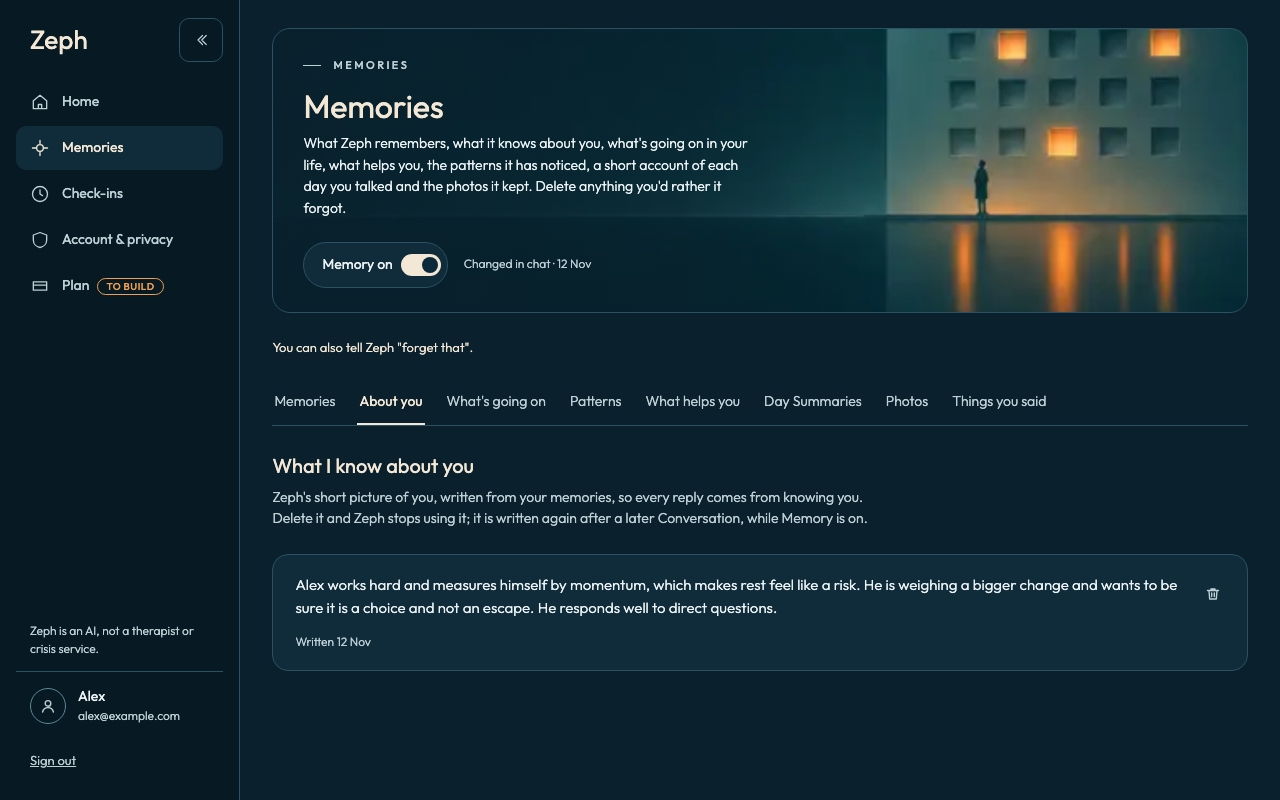 Zeph
Home
Memories
Check-ins
Account & privacy
Plan TO BUILD
Zeph is an AI, not a therapist or
crisis service.
Alex
alex@example.com
Sign out
MEMORIES
Memories
What Zeph remembers, what it knows about you, what's going on in your
life, what helps you, the patterns it has noticed, a short account of each
day you talked and the photos it kept. Delete anything you'd rather it
forgot.
Memory on
Changed in chat · 12 Nov
You can also tell Zeph "forget that".
Memories About you What's going on Patterns What helps you Day Summaries Photos Things you said
What I know about you
Zeph's short picture of you, written from your memories, so every reply comes from knowing you.
Delete it and Zeph stops using it; it is written again after a later Conversation, while Memory is on.
Alex works hard and measures himself by momentum, which makes rest feel like a risk. He is weighing a bigger change and wants to be
sure it is a choice and not an escape. He responds well to direct questions.
Written 12 Nov